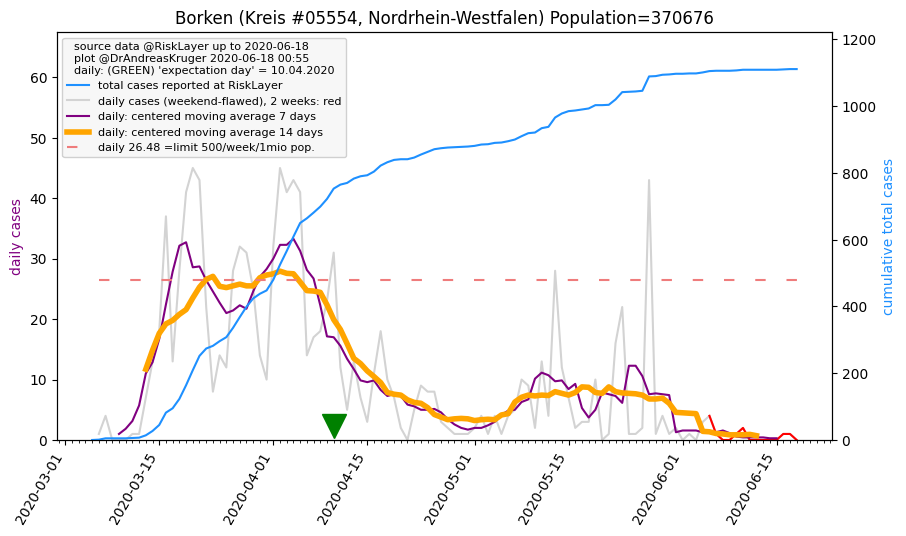 Borken (Kreis #05554, Nordrhein-Westfalen) Population=370676
source data @RiskLayer up to 2020-06-18
plot @DrAndreasKruger 2020-06-18 00:55
daily: (GREEN) 'expectation day' = 10.04.2020
total cases reported at RiskLayer
daily cases (weekend-flawed), 2 weeks: red
daily: centered moving average 7 days
daily: centered moving average 14 days
daily 26.48 =limit 500/week/1mio pop.
daily cases
60
50
40
30
20
10
0
1200
1000
800
600
400
200
0
cumulative total cases
2020-03-01
2020-03-15
2020-04-01
2020-04-15
2020-05-01
2020-05-15
2020-06-01
2020-06-15